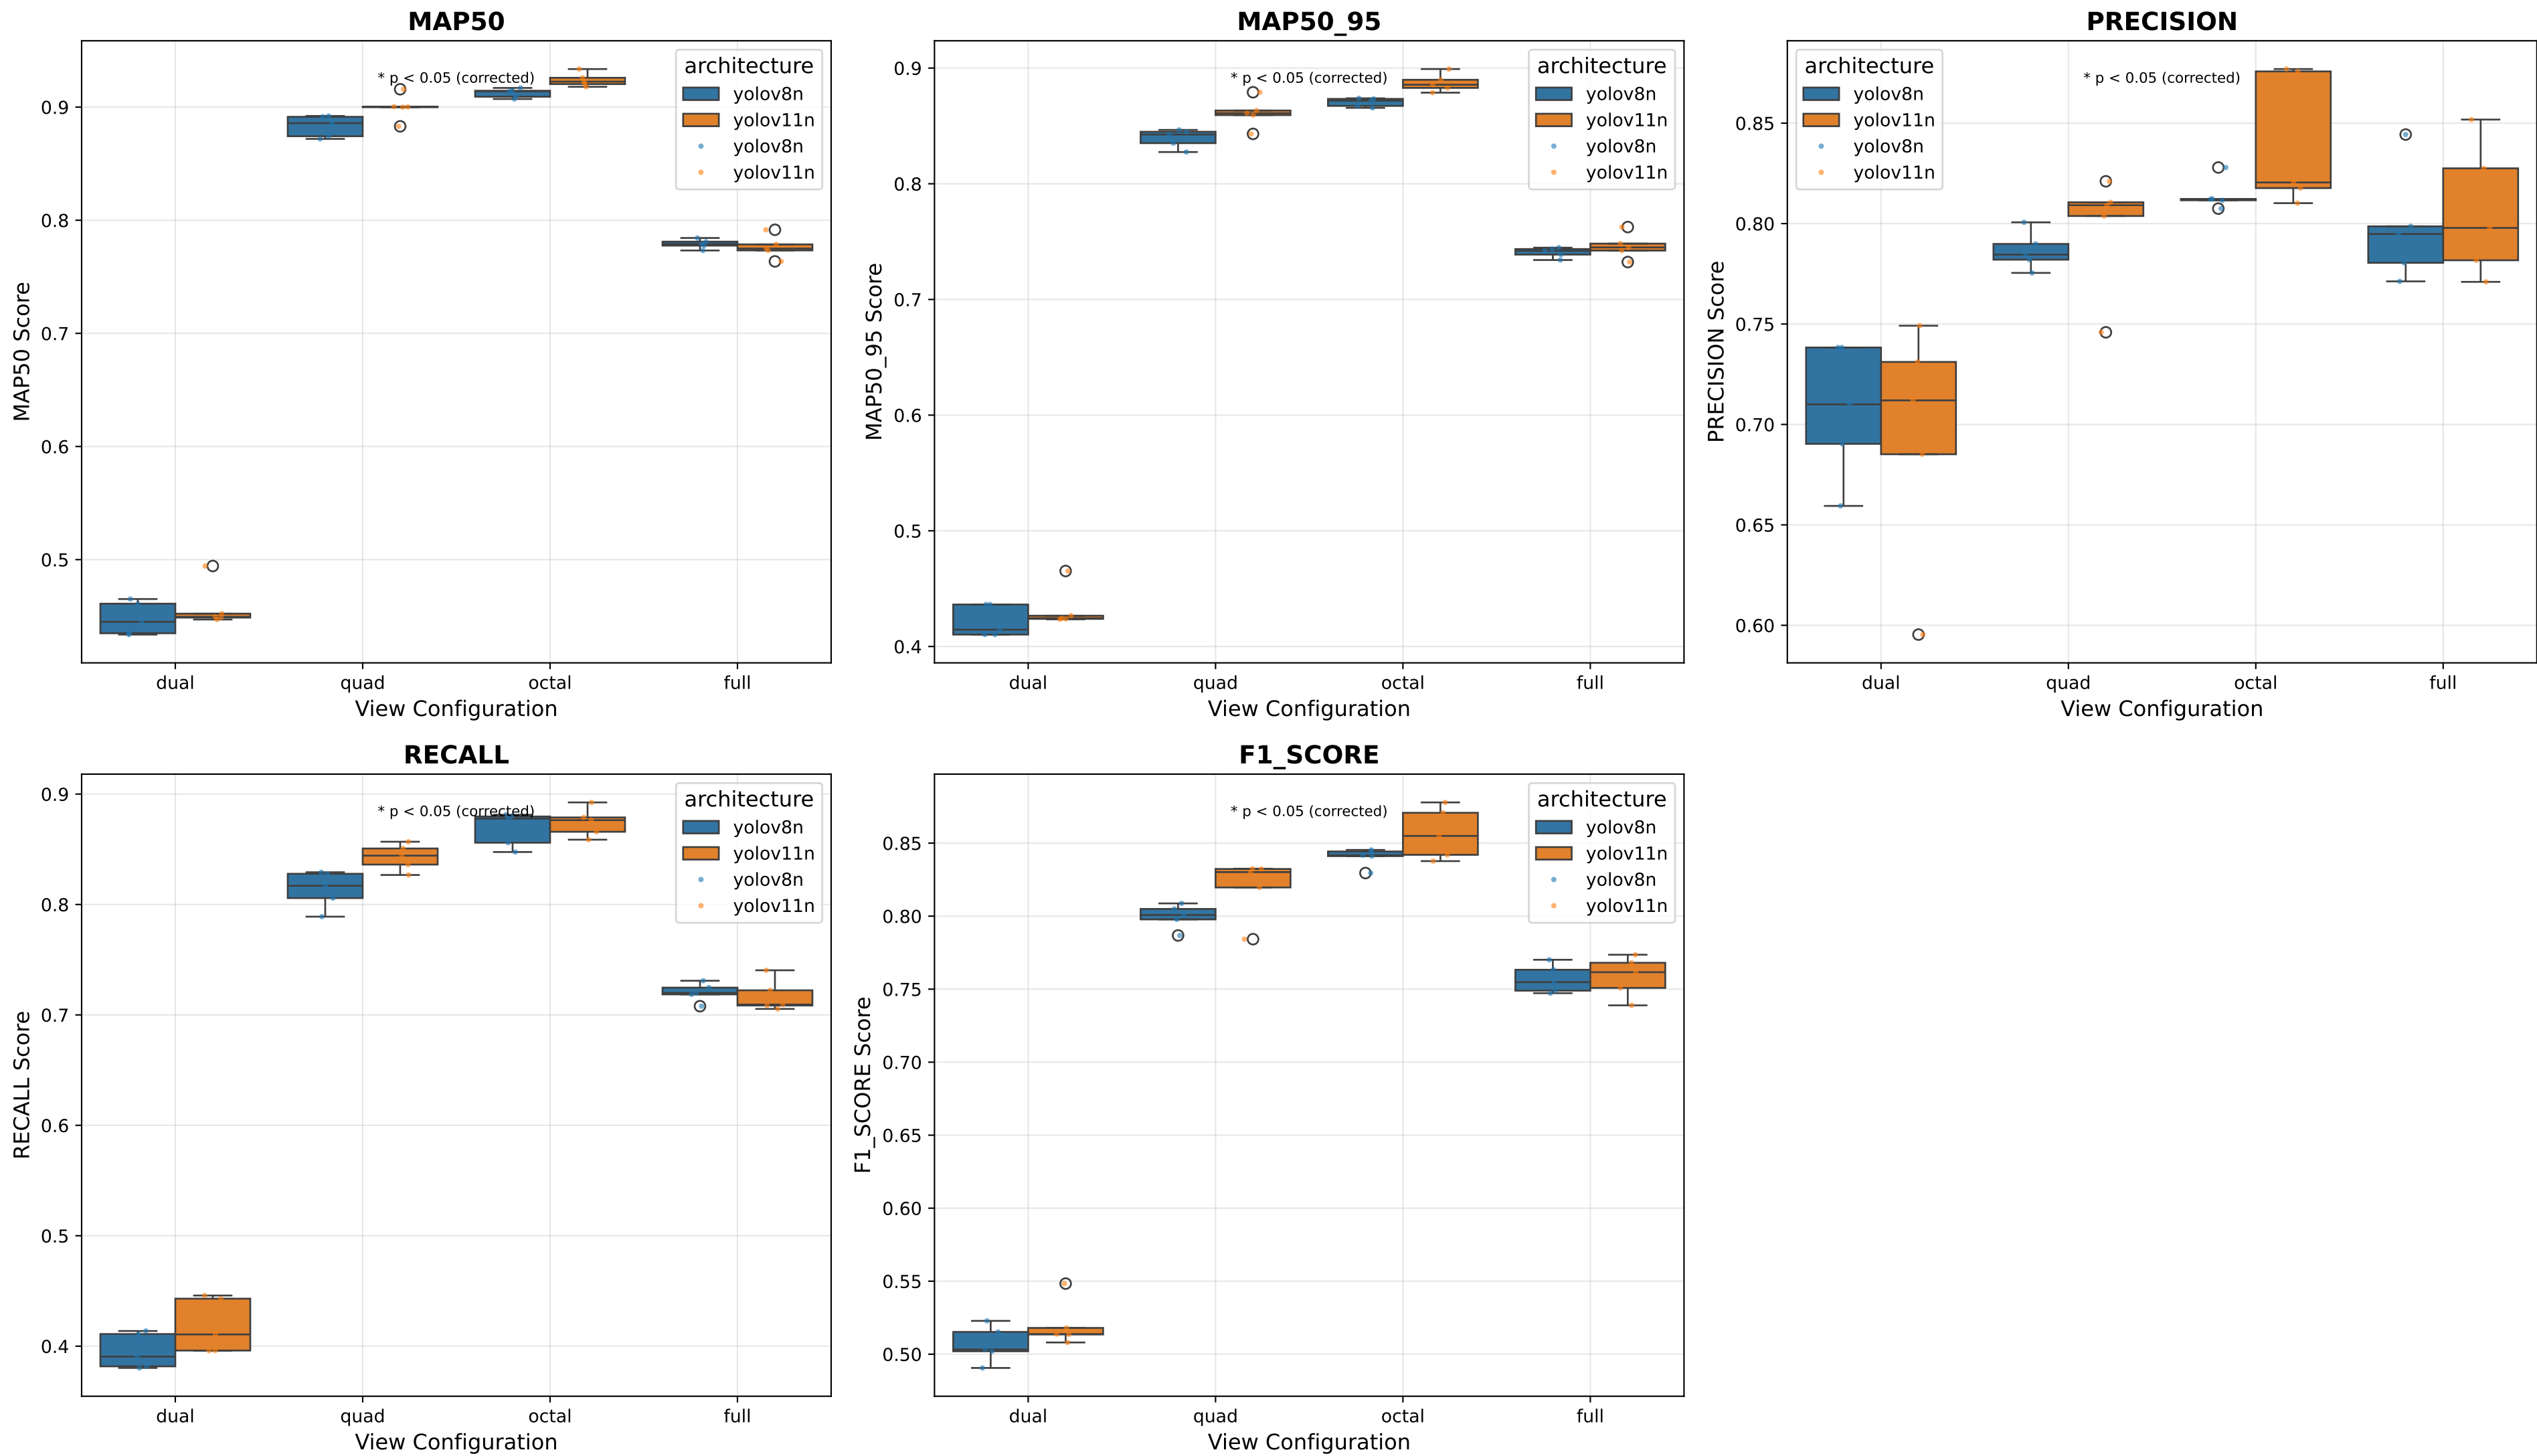 MAP50
MAP50 Score
0.9
0.8
0.7
0.6
0.5
* p < 0.05 (corrected)
architecture
yolov8n
yolov11n
yolov8n
yolov11n
dual quad octal full
View Configuration
MAP50_95
MAP50_95 Score
0.9
0.8
0.7
0.6
0.5
0.4
* p < 0.05 (corrected)
architecture
yolov8n
yolov11n
yolov8n
yolov11n
dual quad octal full
View Configuration
PRECISION
PRECISION Score
0.85
0.80
0.75
0.70
0.65
0.60
architecture
yolov8n
yolov11n
yolov8n
yolov11n
* p < 0.05 (corrected)
dual quad octal full
View Configuration
RECALL
RECALL Score
0.9
0.8
0.7
0.6
0.5
0.4
* p < 0.05 (corrected)
architecture
yolov8n
yolov11n
yolov8n
yolov11n
dual quad octal full
View Configuration
F1_SCORE
F1_SCORE Score
0.85
0.80
0.75
0.70
0.65
0.60
0.55
0.50
* p < 0.05 (corrected)
architecture
yolov8n
yolov11n
yolov8n
yolov11n
dual quad octal full
View Configuration